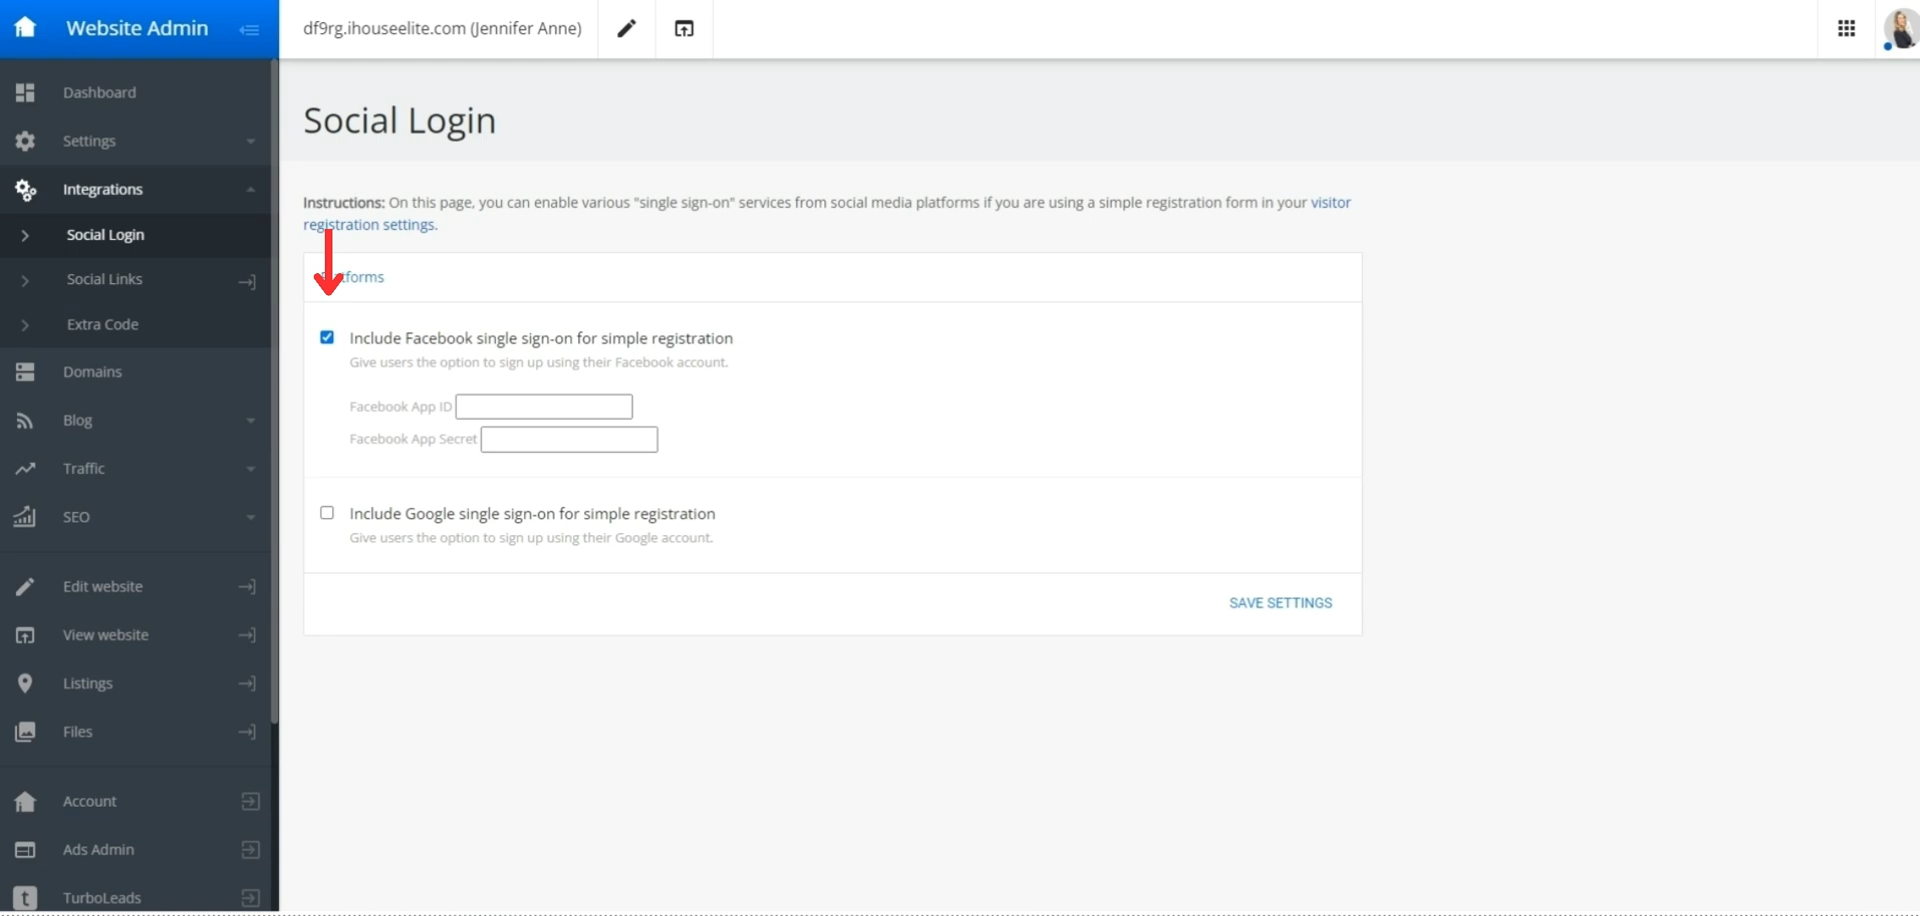 Website Admin
df9rg.ihouseelite.com (Jennifer Anne)
Dashboard
Settings
Integrations
Social Login
Social Links
Extra Code
Domains
Blog
Traffic
SEO
Edit website
View website
Listings
Files
Account
Ads Admin
t TurboLeads
Social Login
Instructions: On this page, you can enable various "single sign-on" services from social media platforms if you are using a simple registration form in your visitor
registration settings.
tforms
Include Facebook single sign-on for simple registration
Give users the option to sign up using their Facebook account.
Facebook App ID
Facebook App Secret
Include Google single sign-on for simple registration
Give users the option to sign up using their Google account.
SAVE SETTINGS